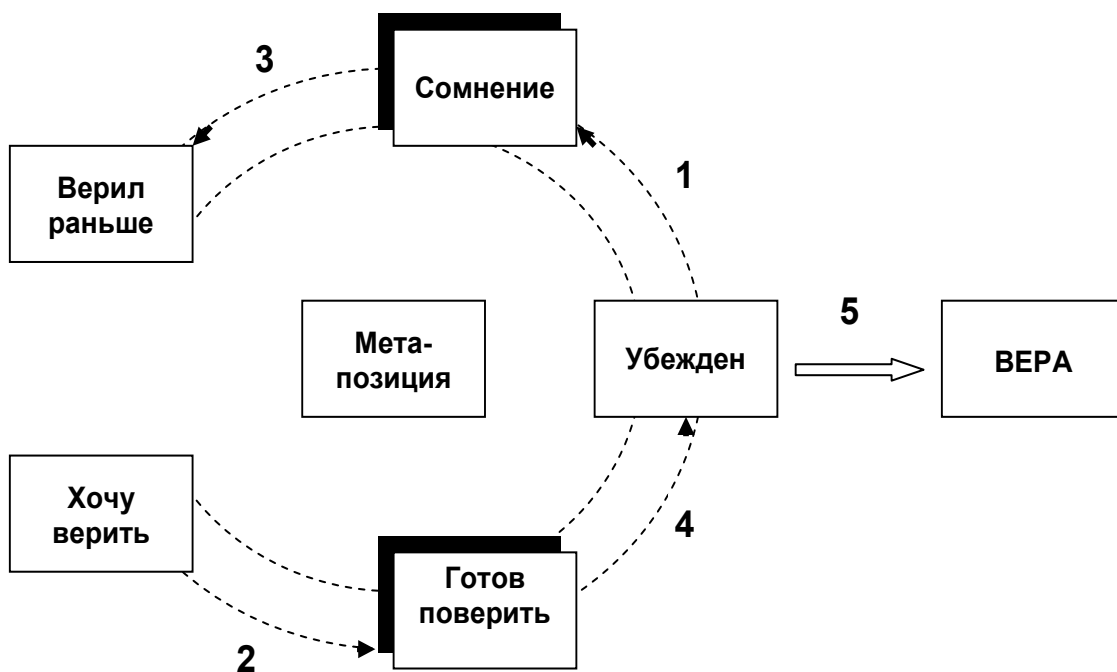 3
Сомнение
1
Верил
раньше
Мета-
позиция
Убежден
5
ВЕРА
Хочу
верить
4
Готов
поверить
2